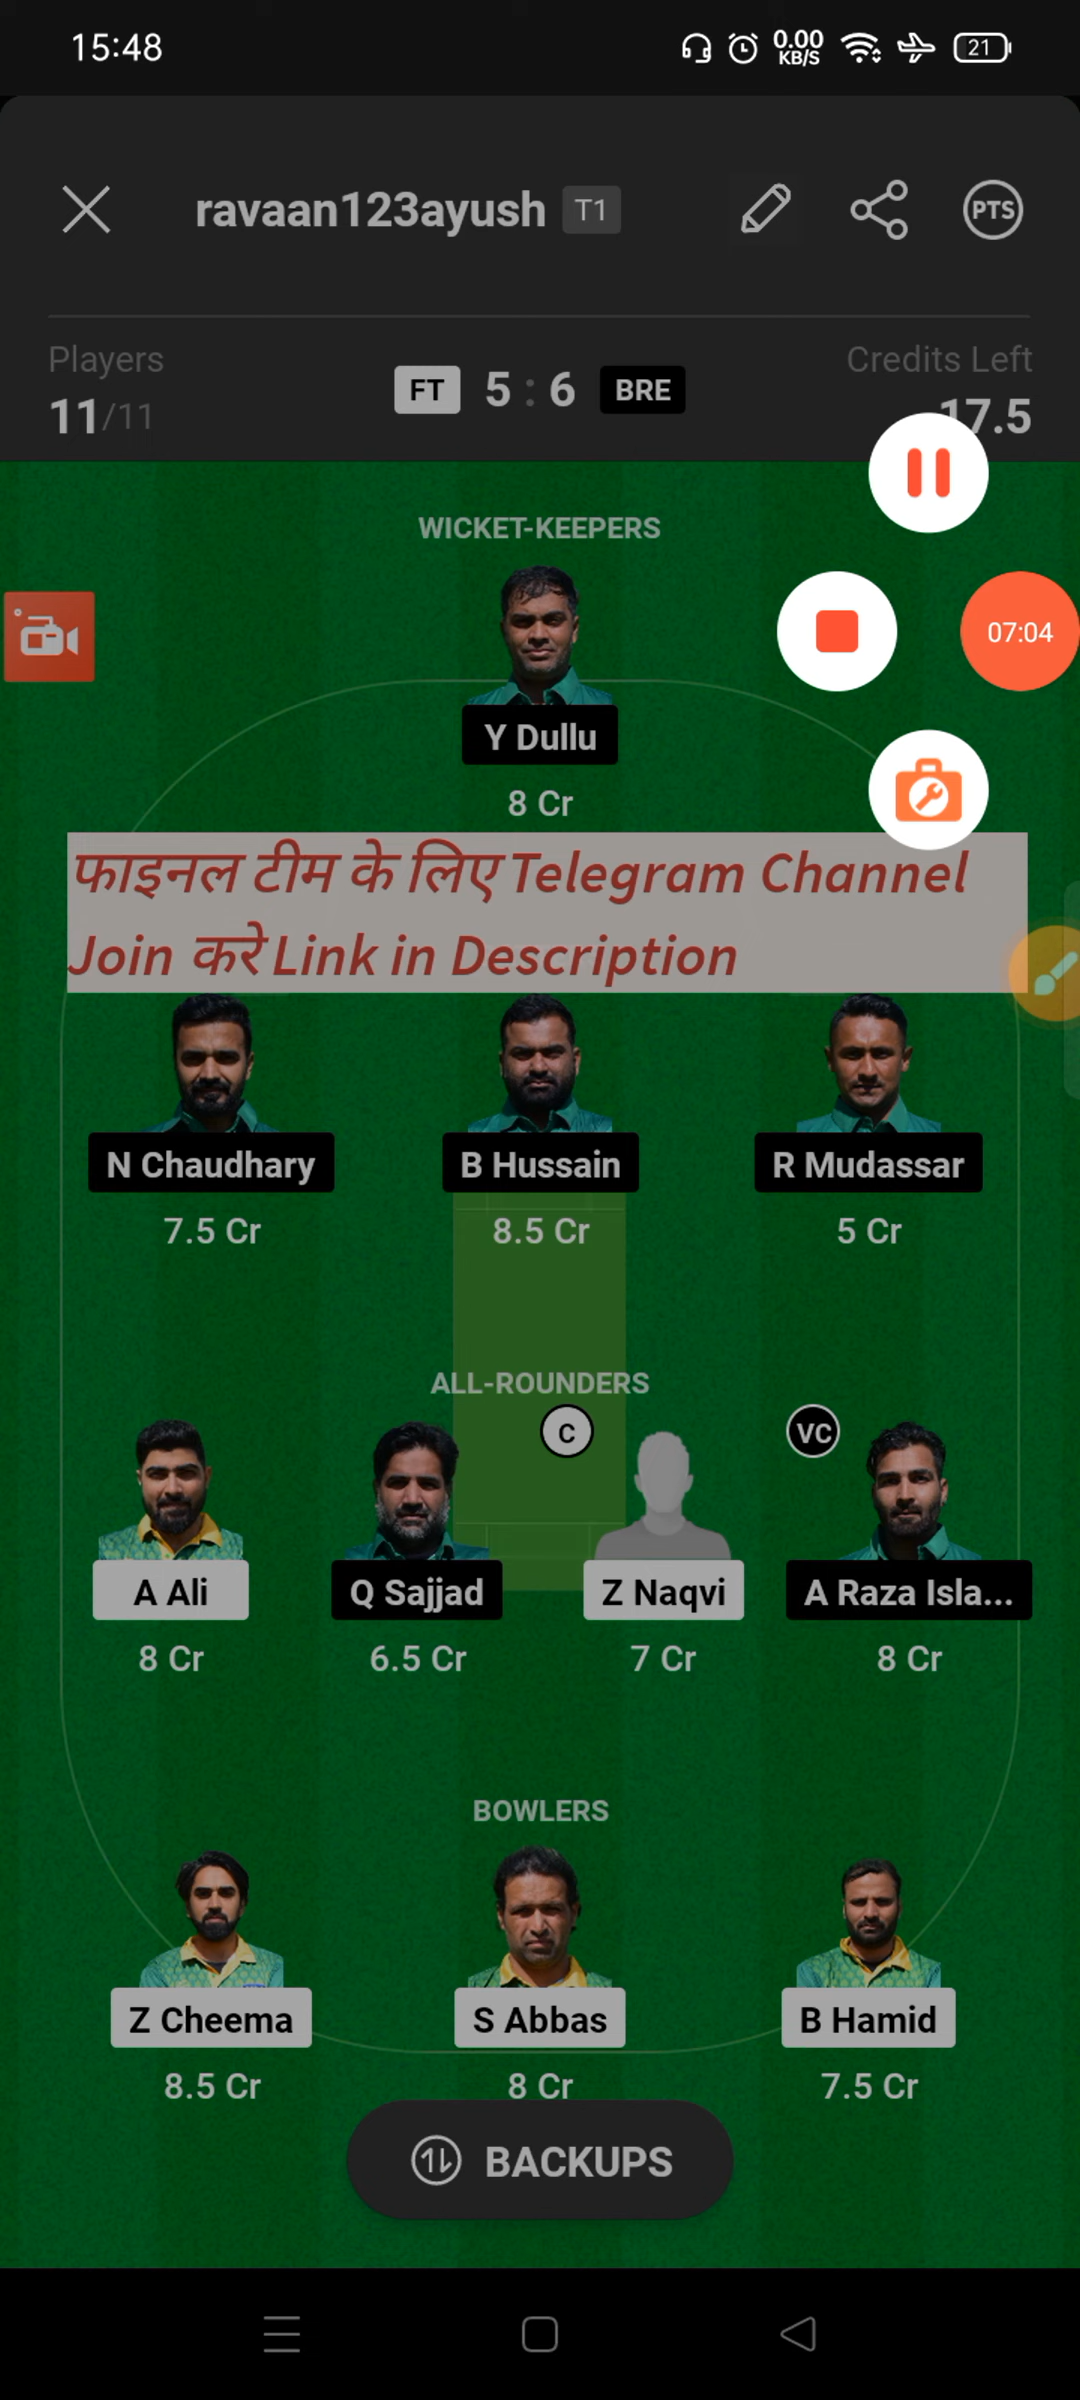 15:48
0.00
KB/S
21
ravaan123ayush T1
PTS
Players
Credits Left
11/11
FT 5 : 6 BRE
17.5
WICKET-KEEPERS
07:04
Y Dullu
8 Cr
फाइनल टीम के लिए Telegram Channel
Join करे Link in Description
N Chaudhary
B Hussain
R Mudassar
7.5 Cr
8.5 Cr
5 Cr
ALL-ROUNDERS
C
VC
A Ali
Q Sajjad
Z Naqvi
A Raza Isla...
8 Cr
6.5 Cr
7 Cr
8 Cr
BOWLERS
Z Cheema
S Abbas
B Hamid
8.5 Cr
8 Cr
7.5 Cr
BACKUPS